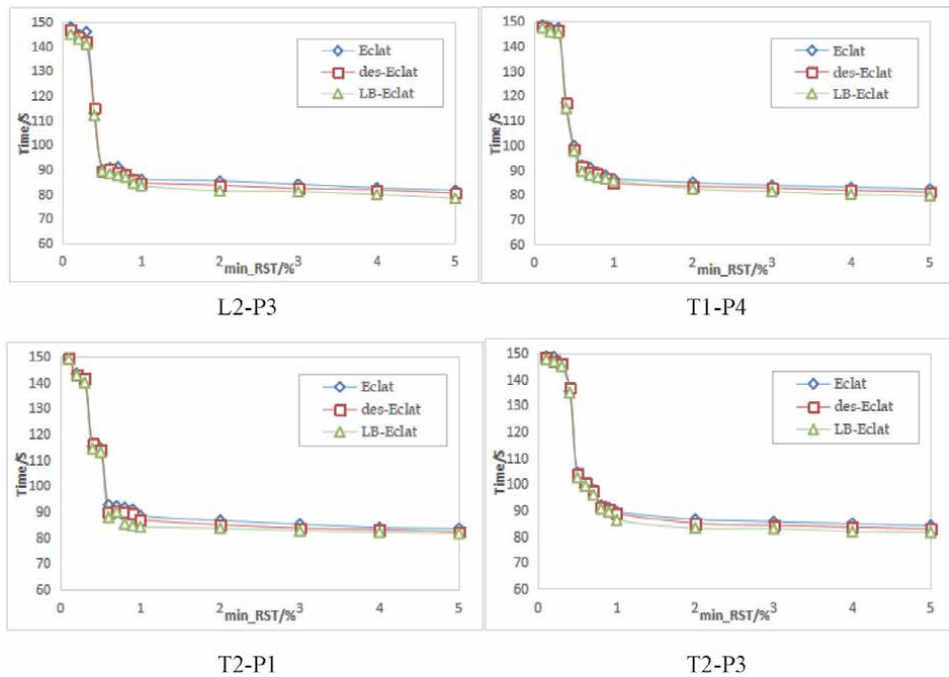 150
140
130
120
110
100
90
80
70
60
Time/S
Eclat
des-Eclat
LB-Eclat
0 1 2 3 4 5
min_RST/%
L2-P3
150
140
130
120
110
100
90
80
70
60
Time/S
Eclat
des-Eclat
LB-Eclat
0 1 2 3 4 5
min_RST/%
T1-P4
150
140
130
120
110
100
90
80
70
60
Time/S
Eclat
des-Eclat
LB-Eclat
0 1 2 3 4 5
min_RST/%
T2-P1
150
140
130
120
110
100
90
80
70
60
Time/S
Eclat
des-Eclat
LB-Eclat
0 1 2 3 4 5
min_RST/%
T2-P3